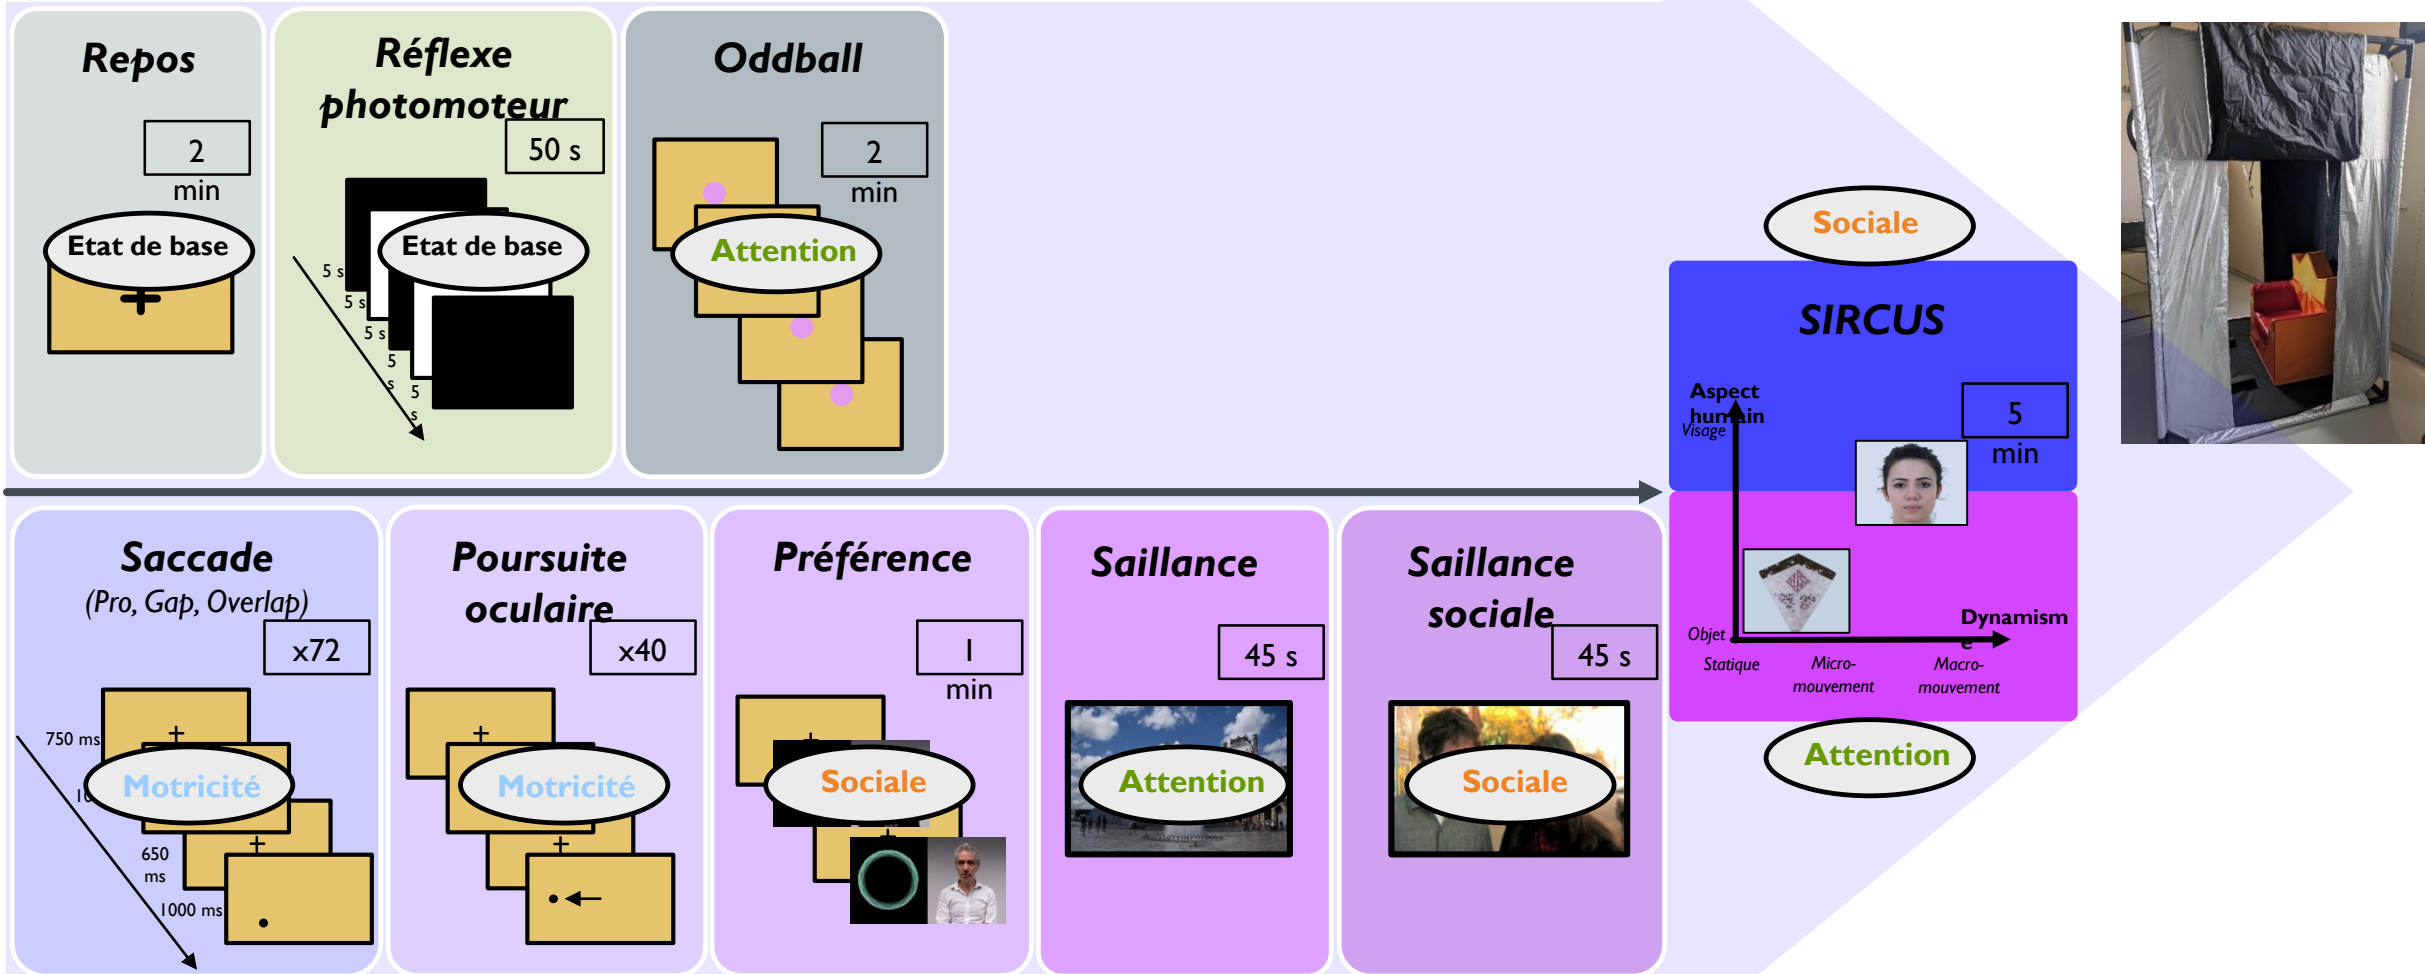 Repos
2
min
Etat de base
Réflexe
photomoteur
50 s
Etat de base
5 s
5 s
5 s
5
s
5
s
Oddball
2
min
Attention
Saccade
(Pro, Gap, Overlap)
x72
750 ms
Motricité
650
ms
1000 ms
Poursuite
oculaire
x40
Motricité
Préférence
1
min
Sociale
Saillance
45 s
Attention
Saillance
sociale
45 s
Sociale
Sociale
SIRCUS
Aspect
humain
Visage
5
min
Objet
Dynamism
e
Statique
Micro-
mouvement
Macro-
mouvement
Attention